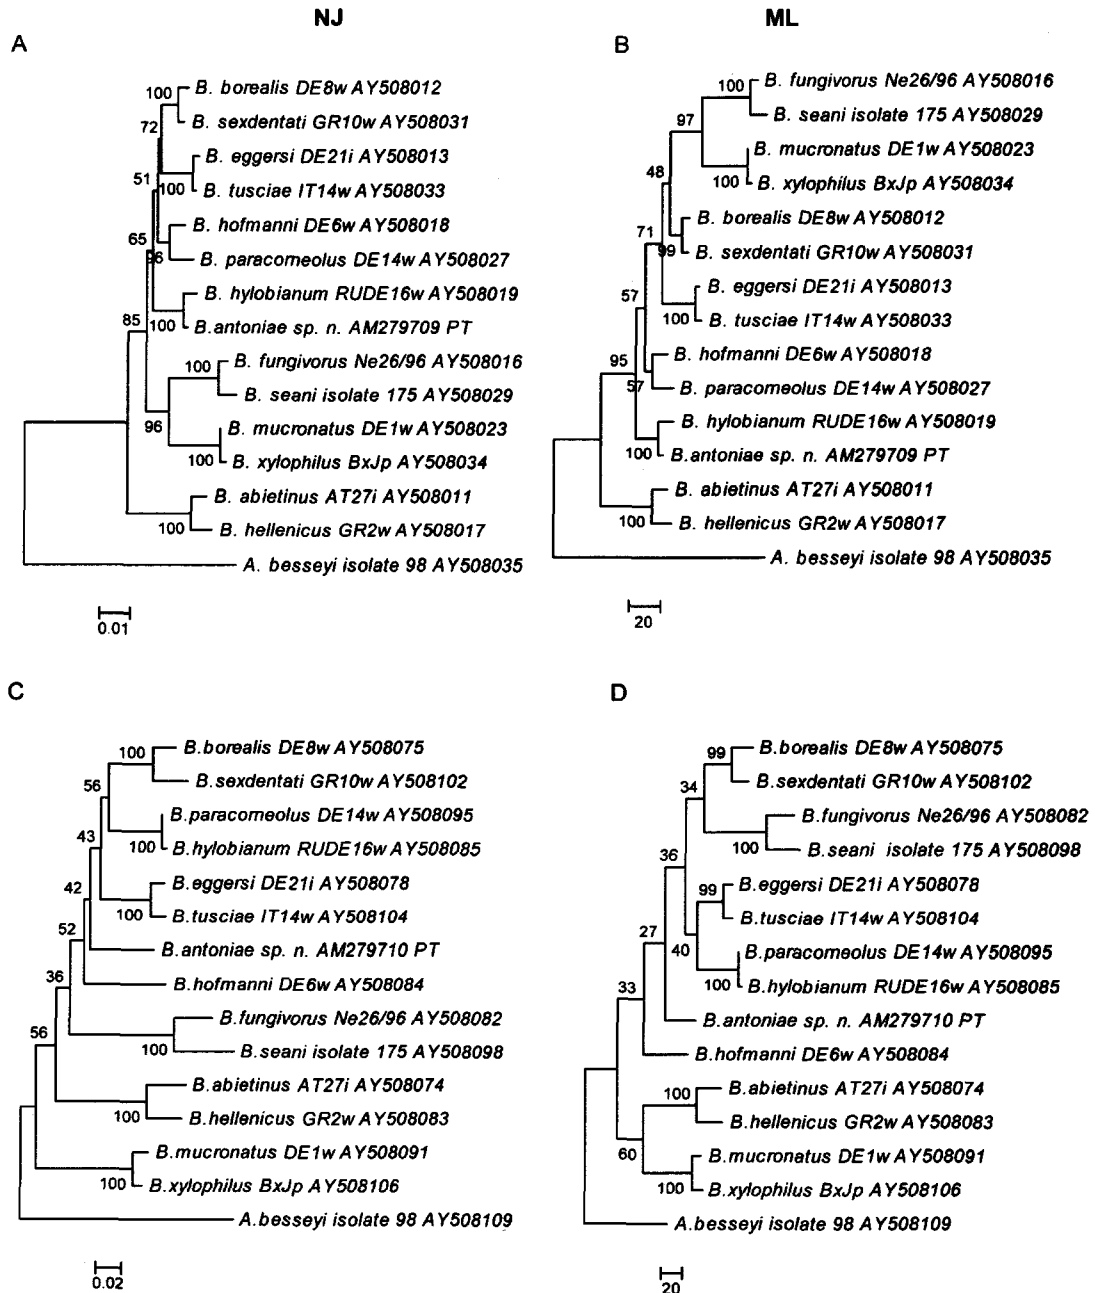 NJ
ML
A
100
B. borealis DE8w AY508012
B. sexdentati GR10w AY508031
72
B. eggersi DE21i AY508013
51
100
B. tusciae IT14w AY508033
B. hofmanni DE6w AY508018
65
96
B. paracorneolus DE14w AY508027
B. hylobianum RUDE16w AY508019
85
100
B.antoniae sp. n. AM279709 PT
100
B. fungivorus Ne26/96 AY508016
B. seani isolate 175 AY508029
96
B. mucronatus DE1w AY508023
100
B. xylophilus BxJp AY508034
B. abietinus AT27i AY508011
100
B. hellenicus GR2w AY508017
A. besseyi isolate 98 AY508035
0.01
B
100
B. fungivorus Ne26/96 AY508016
B. seani isolate 175 AY508029
97
B. mucronatus DE1w AY508023
48
100
B. xylophilus BxJp AY508034
B. borealis DE8w AY508012
71
99
B. sexdentati GR10w AY508031
B. eggersi DE21i AY508013
57
100
B. tusciae IT14w AY508033
B. hofmanni DE6w AY508018
95
57
B. paracorneolus DE14w AY508027
B. hylobianum RUDE16w AY508019
100
B.antoniae sp. n. AM279709 PT
B. abietinus AT27i AY508011
100
B. hellenicus GR2w AY508017
A. besseyi isolate 98 AY508035
20
C
100
B.borealis DE8w AY508075
B.sexdentati GR10w AY508102
56
B.paracorneolus DE14w AY508095
43
100
B.hylobianum RUDE16w AY508085
B.eggersi DE21i AY508078
42
100
B.tusciae IT14w AY508104
52
B.antoniae sp. n. AM279710 PT
36
B.hofmanni DE6w AY508084
B.fungivorus Ne26/96 AY508082
56
100
B.seani isolate 175 AY508098
B.abietinus AT27i AY508074
100
B.hellenicus GR2w AY508083
B.mucronatus DE1w AY508091
100
B.xylophilus BxJp AY508106
A.besseyi isolate 98 AY508109
0.02
D
99
B.borealis DE8w AY508075
B.sexdentati GR10w AY508102
34
B.fungivorus Ne26/96 AY508082
100
B.seani isolate 175 AY508098
36
99
B.eggersi DE21i AY508078
B.tusciae IT14w AY508104
27
40
B.paracorneolus DE14w AY508095
100
B.hylobianum RUDE16w AY508085
33
B.antoniae sp. n. AM279710 PT
B.hofmanni DE6w AY508084
100
B.abietinus AT27i AY508074
B.hellenicus GR2w AY508083
60
B.mucronatus DE1w AY508091
100
B.xylophilus BxJp AY508106
A.besseyi isolate 98 AY508109
20